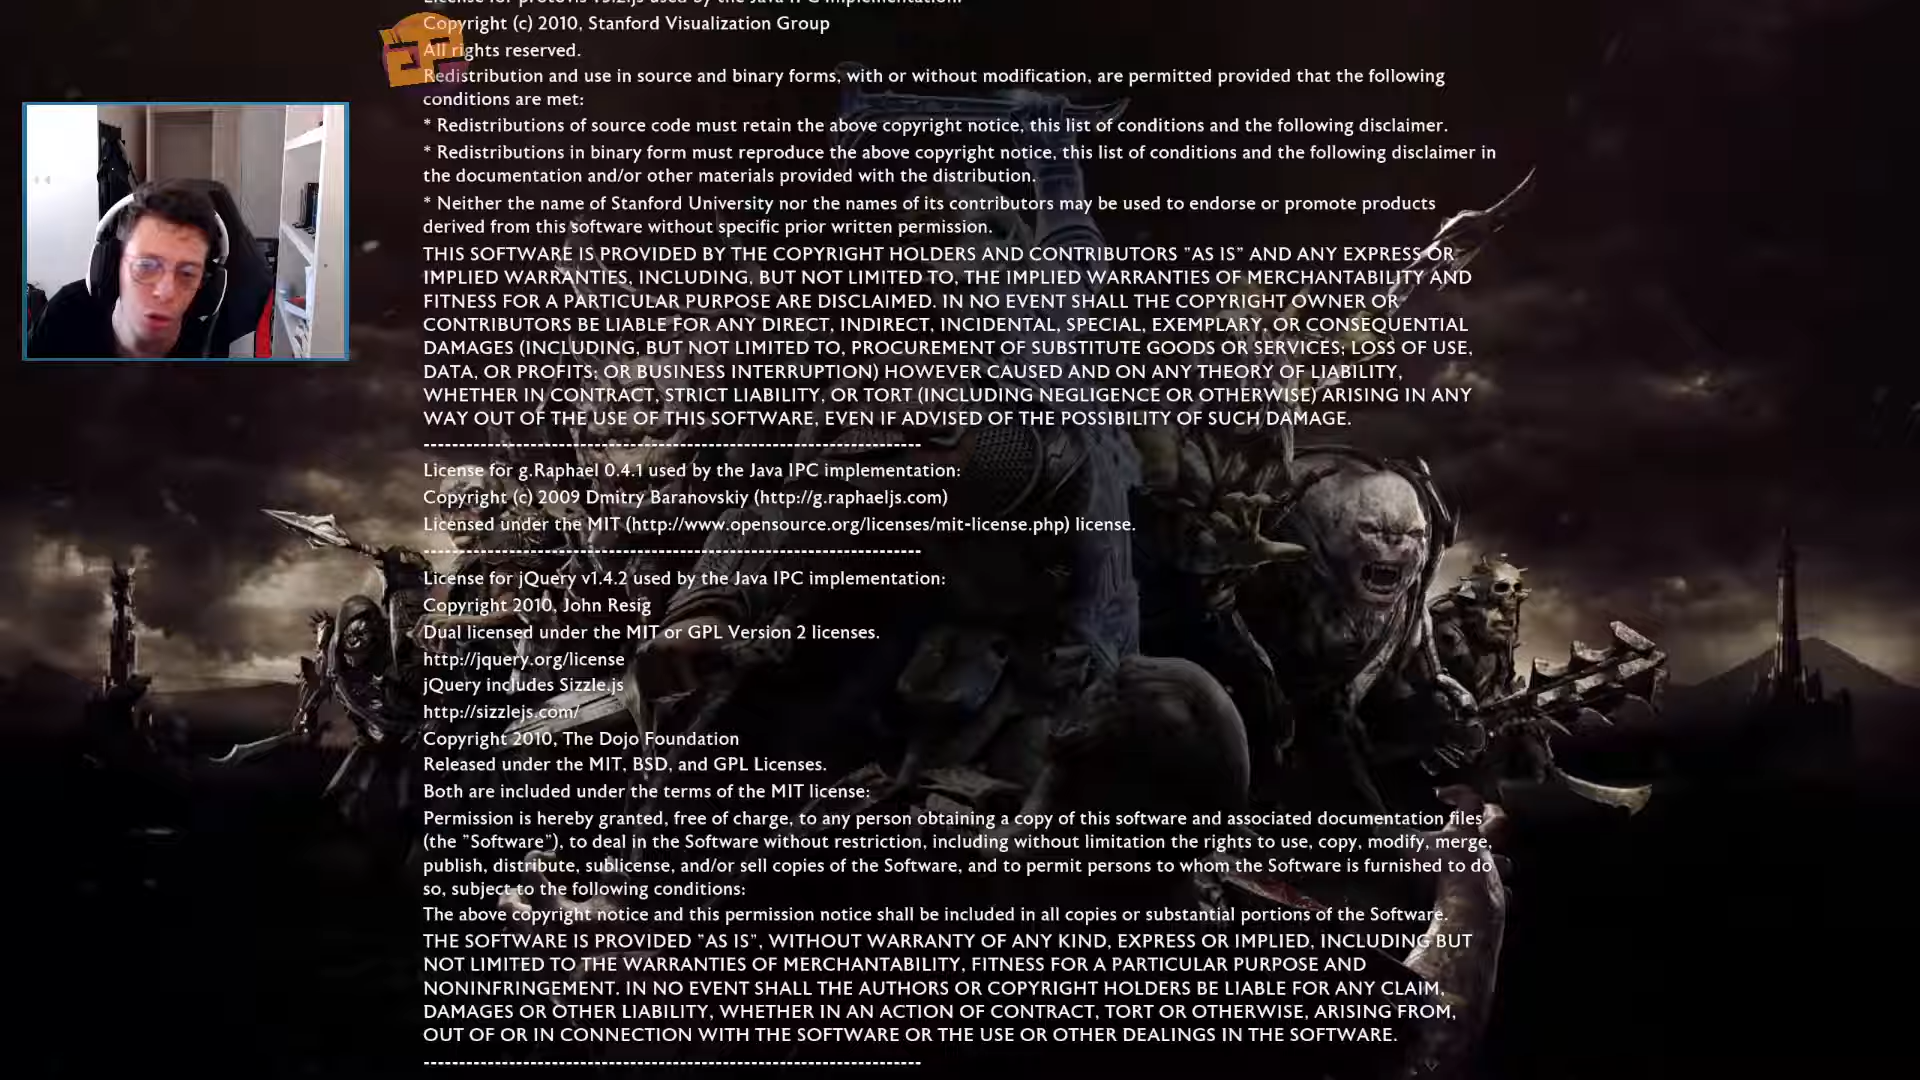 License for protovis v3.2.js used by the Java IPC implementation:
Copyright (c) 2010, Stanford Visualization Group
All rights reserved.
Redistribution and use in source and binary forms, with or without modification, are permitted provided that the following
conditions are met:
* Redistributions of source code must retain the above copyright notice, this list of conditions and the following disclaimer.
* Redistributions in binary form must reproduce the above copyright notice, this list of conditions and the following disclaimer in
the documentation and/or other materials provided with the distribution.
* Neither the name of Stanford University nor the names of its contributors may be used to endorse or promote products
derived from this software without specific prior written permission.
THIS SOFTWARE IS PROVIDED BY THE COPYRIGHT HOLDERS AND CONTRIBUTORS "AS IS" AND ANY EXPRESS OR
IMPLIED WARRANTIES, INCLUDING, BUT NOT LIMITED TO, THE IMPLIED WARRANTIES OF MERCHANTABILITY AND
FITNESS FOR A PARTICULAR PURPOSE ARE DISCLAIMED. IN NO EVENT SHALL THE COPYRIGHT OWNER OR
CONTRIBUTORS BE LIABLE FOR ANY DIRECT, INDIRECT, INCIDENTAL, SPECIAL, EXEMPLARY, OR CONSEQUENTIAL
DAMAGES (INCLUDING, BUT NOT LIMITED TO, PROCUREMENT OF SUBSTITUTE GOODS OR SERVICES; LOSS OF USE,
DATA, OR PROFITS; OR BUSINESS INTERRUPTION) HOWEVER CAUSED AND ON ANY THEORY OF LIABILITY,
WHETHER IN CONTRACT, STRICT LIABILITY, OR TORT (INCLUDING NEGLIGENCE OR OTHERWISE) ARISING IN ANY
WAY OUT OF THE USE OF THIS SOFTWARE, EVEN IF ADVISED OF THE POSSIBILITY OF SUCH DAMAGE.
----------------------------------------------------------------------
License for g.Raphael 0.4.1 used by the Java IPC implementation:
Copyright (c) 2009 Dmitry Baranovskiy (http://g.raphaeljs.com)
Licensed under the MIT (http://www.opensource.org/licenses/mit-license.php) license.
----------------------------------------------------------------------
License for jQuery v1.4.2 used by the Java IPC implementation:
Copyright 2010, John Resig
Dual licensed under the MIT or GPL Version 2 licenses.
http://jquery.org/license
jQuery includes Sizzle.js
http://sizzlejs.com/
Copyright 2010, The Dojo Foundation
Released under the MIT, BSD, and GPL Licenses.
Both are included under the terms of the MIT license:
Permission is hereby granted, free of charge, to any person obtaining a copy of this software and associated documentation files
(the "Software"), to deal in the Software without restriction, including without limitation the rights to use, copy, modify, merge,
publish, distribute, sublicense, and/or sell copies of the Software, and to permit persons to whom the Software is furnished to do
so, subject to the following conditions:
The above copyright notice and this permission notice shall be included in all copies or substantial portions of the Software.
THE SOFTWARE IS PROVIDED "AS IS", WITHOUT WARRANTY OF ANY KIND, EXPRESS OR IMPLIED, INCLUDING BUT
NOT LIMITED TO THE WARRANTIES OF MERCHANTABILITY, FITNESS FOR A PARTICULAR PURPOSE AND
NONINFRINGEMENT. IN NO EVENT SHALL THE AUTHORS OR COPYRIGHT HOLDERS BE LIABLE FOR ANY CLAIM,
DAMAGES OR OTHER LIABILITY, WHETHER IN AN ACTION OF CONTRACT, TORT OR OTHERWISE, ARISING FROM,
OUT OF OR IN CONNECTION WITH THE SOFTWARE OR THE USE OR OTHER DEALINGS IN THE SOFTWARE.
----------------------------------------------------------------------